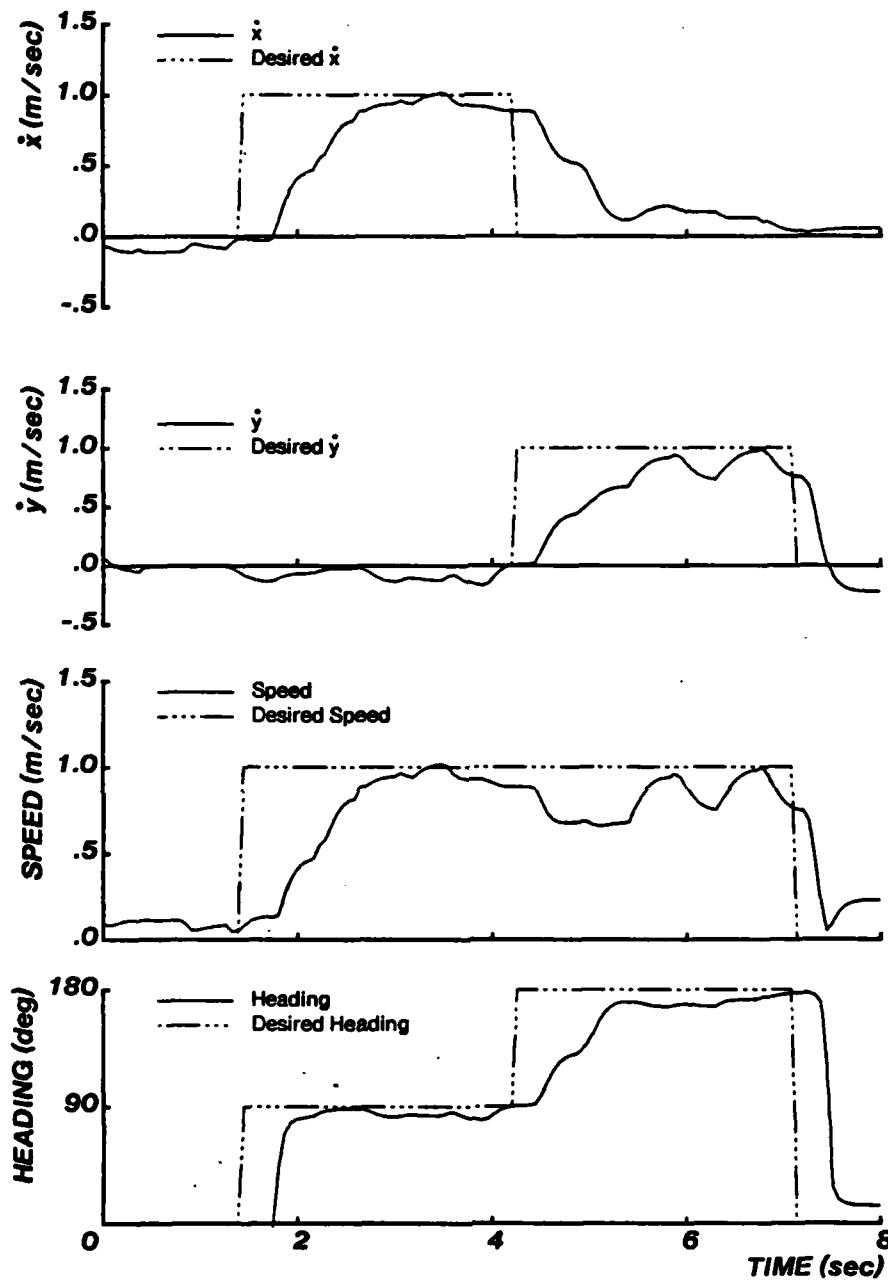 1.5
ẋ
Desired ẋ
1.0
ẋ (m/sec)
.5
.0
-.5
1.5
ẏ
Desired ẏ
1.0
ẏ (m/sec)
.5
.0
-.5
1.5
Speed
Desired Speed
1.0
SPEED (m/sec)
.5
.0
180
Heading
Desired Heading
90
HEADING (deg)
0
0 2 4 6 8
TIME (sec)